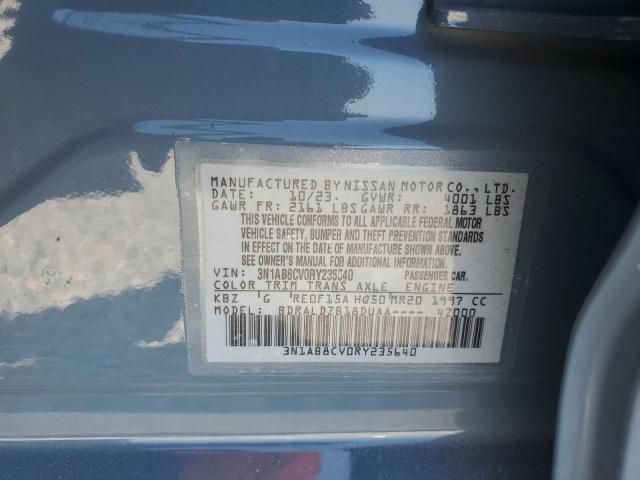 MANUFACTURED BY NISSAN MOTOR CO., LTD.
DATE: 10/23. GVWR: 4001 LBS
GAWR FR: 2161 LBS GAWR RR: 1863 LBS
THIS VEHICLE CONFORMS TO ALL APPLICABLE FEDERAL MOTOR
VEHICLE SAFETY, BUMPER, AND THEFT PREVENTION STANDARDS
IN EFFECT ON THE DATE OF MANUFACTURE SHOWN ABOVE.
SEE OWNER'S MANUAL FOR ADDITIONAL INFORMATION
VIN: 3N1AB8CV0RY235640 PASSENGER CAR.
COLOR TRIM TRANS AXLE ENGINE
KBZ G RE0F15A HQ50 MR20 1997 CC
MODEL: BDRALDZB18DUAA---- 4Z000
3N1AB8CV0RY235640